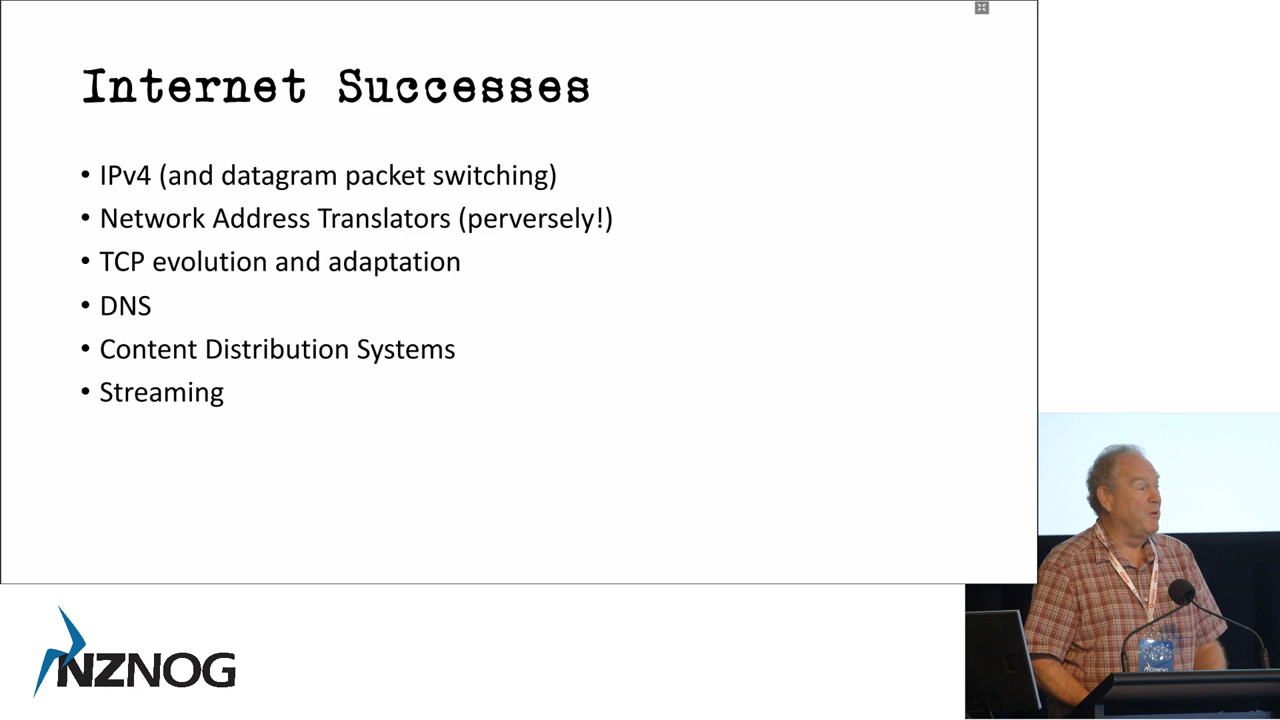 Internet Successes
• IPv4 (and datagram packet switching)
• Network Address Translators (perversely!)
• TCP evolution and adaptation
• DNS
• Content Distribution Systems
• Streaming
NZNOG
NZNOG